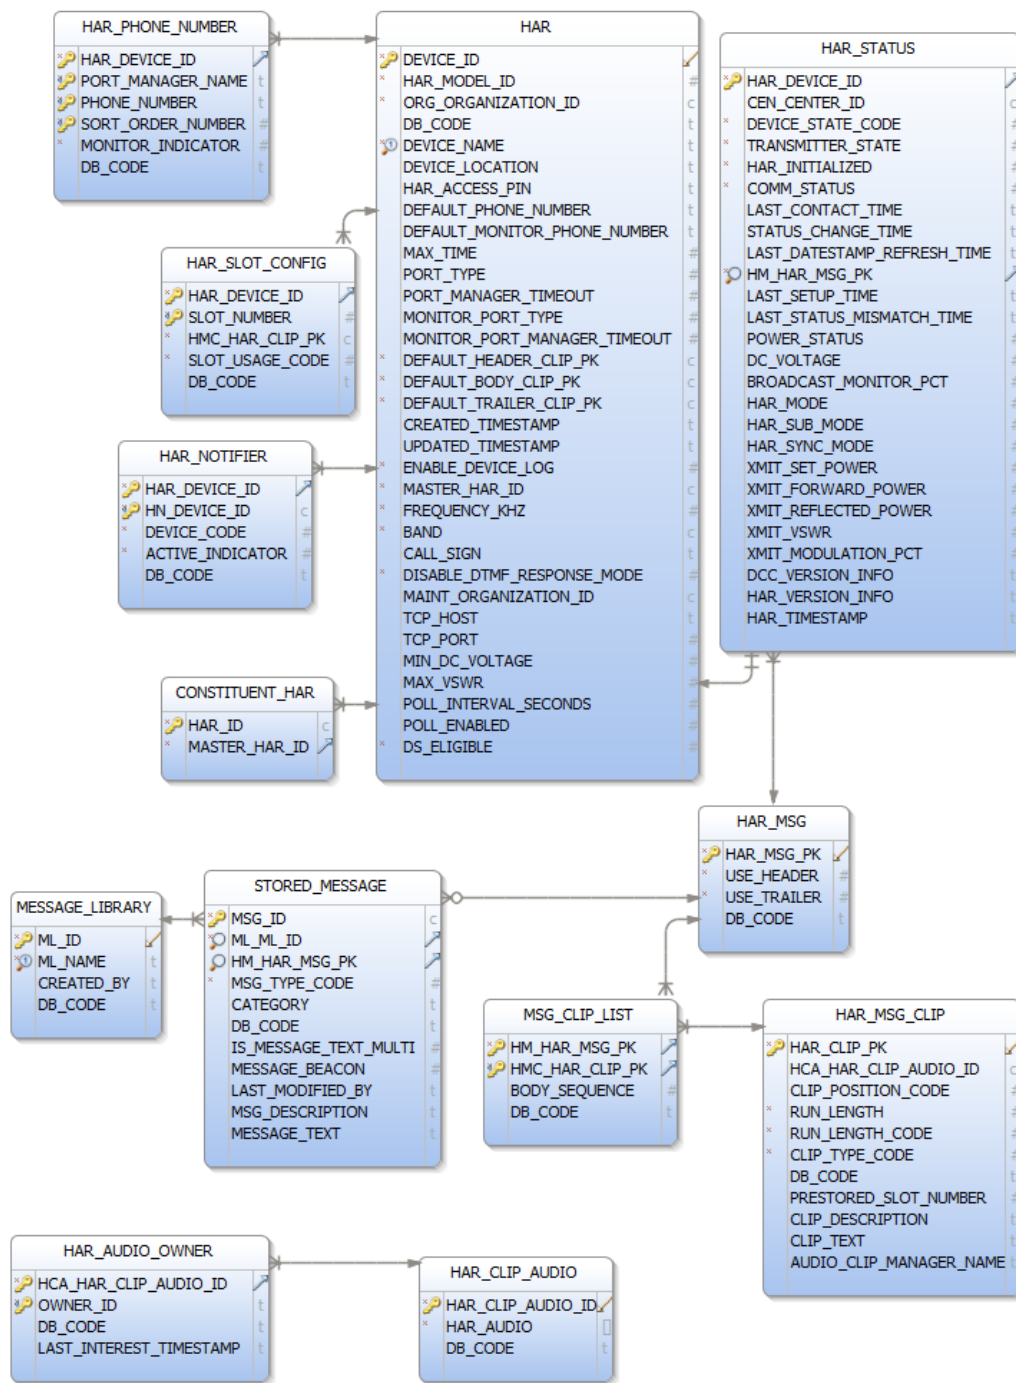 HAR_PHONE_NUMBER
HAR_DEVICE_ID
PORT_MANAGER_NAME t
PHONE_NUMBER t
SORT_ORDER_NUMBER #
MONITOR_INDICATOR #
DB_CODE t
HAR
DEVICE_ID
HAR_MODEL_ID #
ORG_ORGANIZATION_ID c
DB_CODE t
DEVICE_NAME t
DEVICE_LOCATION t
HAR_ACCESS_PIN t
DEFAULT_PHONE_NUMBER t
DEFAULT_MONITOR_PHONE_NUMBER t
MAX_TIME #
PORT_TYPE #
PORT_MANAGER_TIMEOUT #
MONITOR_PORT_TYPE #
MONITOR_PORT_MANAGER_TIMEOUT #
DEFAULT_HEADER_CLIP_PK c
DEFAULT_BODY_CLIP_PK c
DEFAULT_TRAILER_CLIP_PK c
CREATED_TIMESTAMP t
UPDATED_TIMESTAMP t
ENABLE_DEVICE_LOG #
MASTER_HAR_ID c
FREQUENCY_KHZ #
BAND c
CALL_SIGN t
DISABLE_DTMF_RESPONSE_MODE #
MAINT_ORGANIZATION_ID c
TCP_HOST t
TCP_PORT #
MIN_DC_VOLTAGE #
MAX_VSWR #
POLL_INTERVAL_SECONDS #
POLL_ENABLED #
DS_ELIGIBLE #
HAR_STATUS
HAR_DEVICE_ID
CEN_CENTER_ID c
DEVICE_STATE_CODE #
TRANSMITTER_STATE #
HAR_INITIALIZED #
COMM_STATUS #
LAST_CONTACT_TIME t
STATUS_CHANGE_TIME t
LAST_DATESTAMP_REFRESH_TIME t
HM_HAR_MSG_PK
LAST_SETUP_TIME t
LAST_STATUS_MISMATCH_TIME t
POWER_STATUS #
DC_VOLTAGE #
BROADCAST_MONITOR_PCT #
HAR_MODE #
HAR_SUB_MODE #
HAR_SYNC_MODE #
XMIT_SET_POWER #
XMIT_FORWARD_POWER #
XMIT_REFLECTED_POWER #
XMIT_VSWR #
XMIT_MODULATION_PCT #
DCC_VERSION_INFO t
HAR_VERSION_INFO t
HAR_TIMESTAMP t
HAR_SLOT_CONFIG
HAR_DEVICE_ID
SLOT_NUMBER #
HMC_HAR_CLIP_PK c
SLOT_USAGE_CODE #
DB_CODE t
HAR_NOTIFIER
HAR_DEVICE_ID
HN_DEVICE_ID c
DEVICE_CODE #
ACTIVE_INDICATOR #
DB_CODE t
CONSTITUENT_HAR
HAR_ID c
MASTER_HAR_ID
HAR_MSG
HAR_MSG_PK
USE_HEADER #
USE_TRAILER #
DB_CODE t
MESSAGE_LIBRARY
ML_ID
ML_NAME t
CREATED_BY t
DB_CODE t
STORED_MESSAGE
MSG_ID c
ML_ML_ID
HM_HAR_MSG_PK
MSG_TYPE_CODE #
CATEGORY t
DB_CODE t
IS_MESSAGE_TEXT_MULTI #
MESSAGE_BEACON #
LAST_MODIFIED_BY t
MSG_DESCRIPTION t
MESSAGE_TEXT t
MSG_CLIP_LIST
HM_HAR_MSG_PK
HMC_HAR_CLIP_PK
BODY_SEQUENCE #
DB_CODE t
HAR_MSG_CLIP
HAR_CLIP_PK
HCA_HAR_CLIP_AUDIO_ID c
CLIP_POSITION_CODE #
RUN_LENGTH #
RUN_LENGTH_CODE #
CLIP_TYPE_CODE #
DB_CODE t
PRESTORED_SLOT_NUMBER #
CLIP_DESCRIPTION t
CLIP_TEXT t
AUDIO_CLIP_MANAGER_NAME t
HAR_AUDIO_OWNER
HCA_HAR_CLIP_AUDIO_ID
OWNER_ID t
DB_CODE t
LAST_INTEREST_TIMESTAMP t
HAR_CLIP_AUDIO
HAR_CLIP_AUDIO_ID
HAR_AUDIO []
DB_CODE t